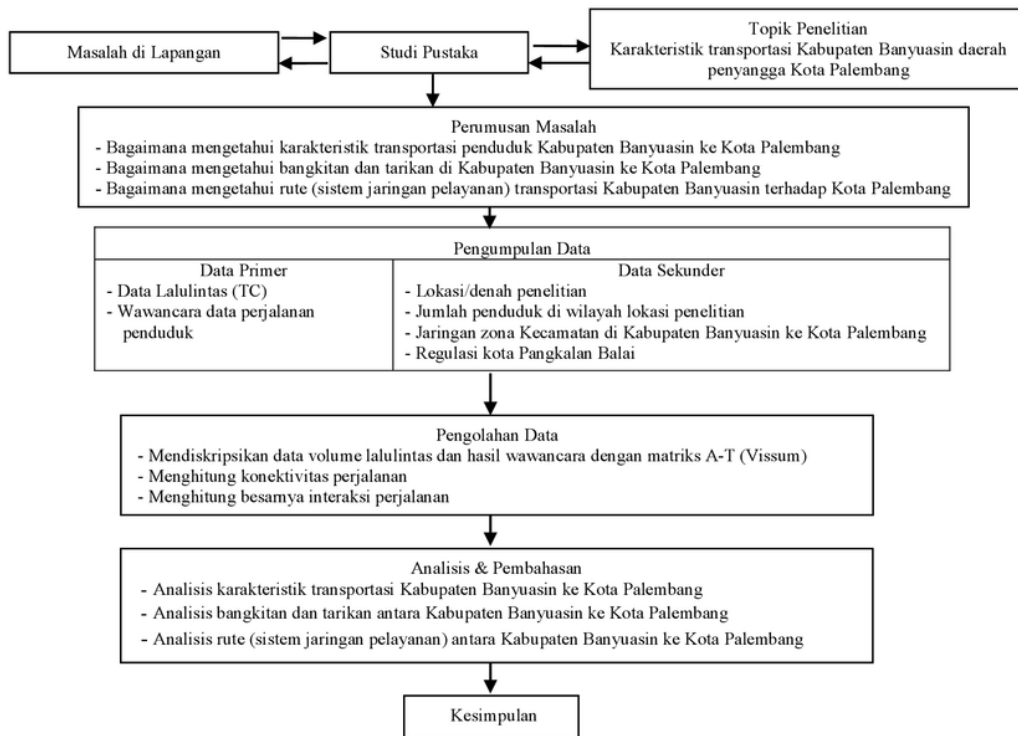 Masalah di Lapangan
Studi Pustaka
Topik Penelitian
Karakteristik transportasi Kabupaten Banyuasin daerah
penyangga Kota Palembang
Perumusan Masalah
- Bagaimana mengetahui karakteristik transportasi penduduk Kabupaten Banyuasin ke Kota Palembang
- Bagaimana mengetahui bangkitan dan tarikan di Kabupaten Banyuasin ke Kota Palembang
- Bagaimana mengetahui rute (sistem jaringan pelayanan) transportasi Kabupaten Banyuasin terhadap Kota Palembang
Pengumpulan Data
Data Primer
- Data Lalulintas (TC)
- Wawancara data perjalanan
penduduk
Data Sekunder
- Lokasi/denah penelitian
- Jumlah penduduk di wilayah lokasi penelitian
- Jaringan zona Kecamatan di Kabupaten Banyuasin ke Kota Palembang
- Regulasi kota Pangkalan Balai
Pengolahan Data
- Mendiskripsikan data volume lalulintas dan hasil wawancara dengan matriks A-T (Vissum)
- Menghitung konektivitas perjalanan
- Menghitung besarnya interaksi perjalanan
Analisis & Pembahasan
- Analisis karakteristik transportasi Kabupaten Banyuasin ke Kota Palembang
- Analisis bangkitan dan tarikan antara Kabupaten Banyuasin ke Kota Palembang
- Analisis rute (sistem jaringan pelayanan) antara Kabupaten Banyuasin ke Kota Palembang
Kesimpulan